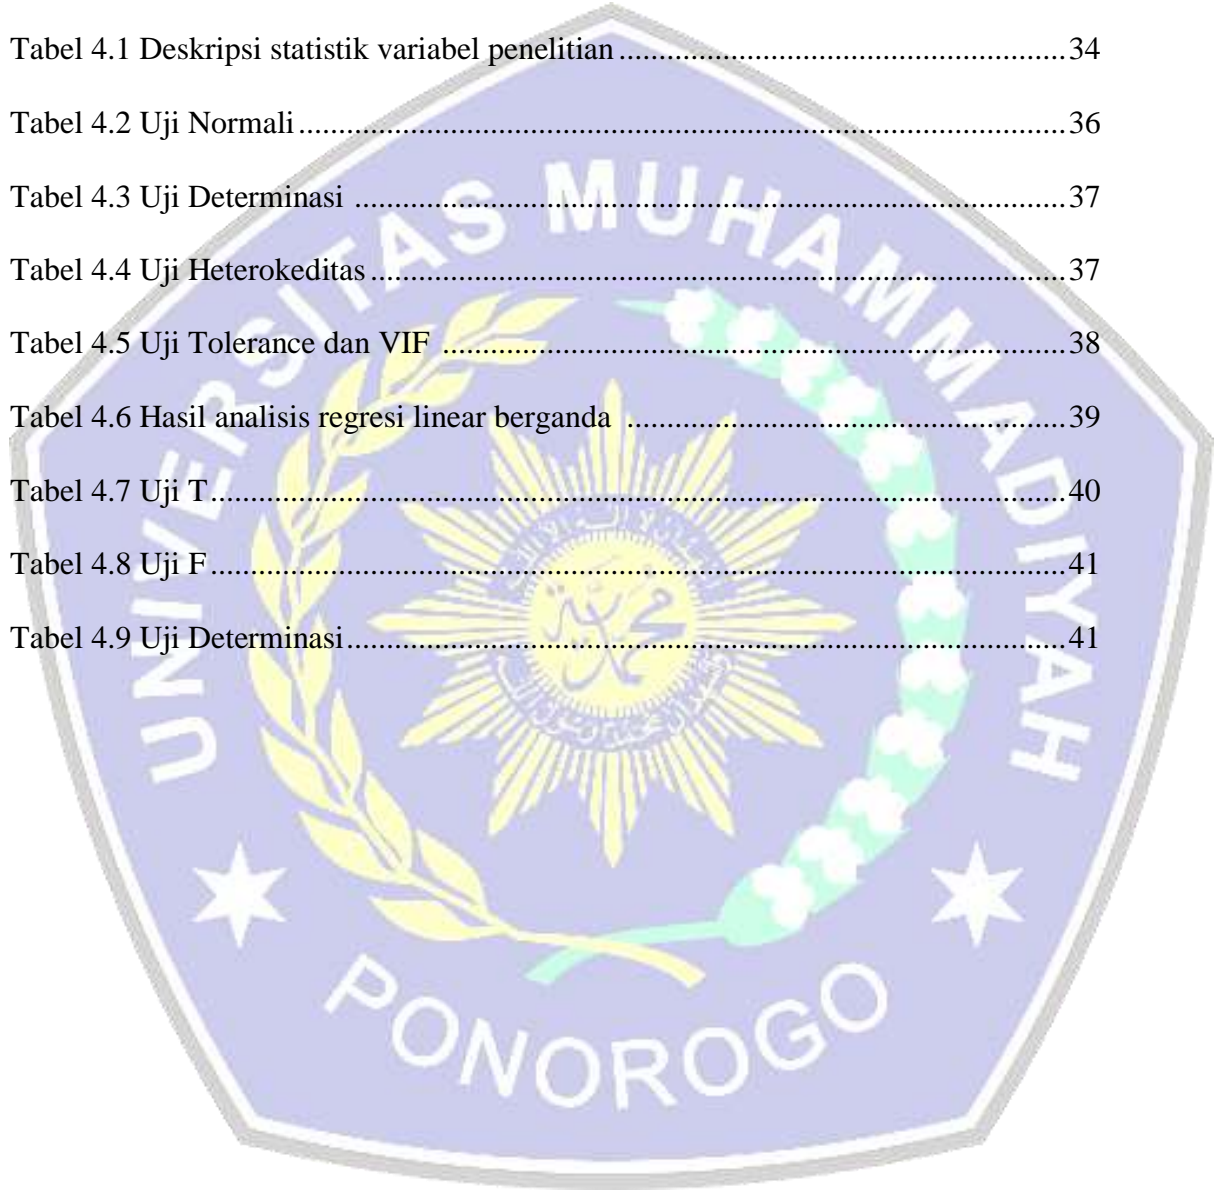 Tabel 4.1 Deskripsi statistik variabel penelitian ........................................................ 34
Tabel 4.2 Uji Normali ................................................................................................ 36
Tabel 4.3 Uji Determinasi ......................................................................................... 37
Tabel 4.4 Uji Heterokeditas ....................................................................................... 37
Tabel 4.5 Uji Tolerance dan VIF .............................................................................. 38
Tabel 4.6 Hasil analisis regresi linear berganda ....................................................... 39
Tabel 4.7 Uji T ........................................................................................................... 40
Tabel 4.8 Uji F ........................................................................................................... 41
Tabel 4.9 Uji Determinasi .......................................................................................... 41
UNIVERSITAS MUHAMMADIYAH
PONOROGO
محمد